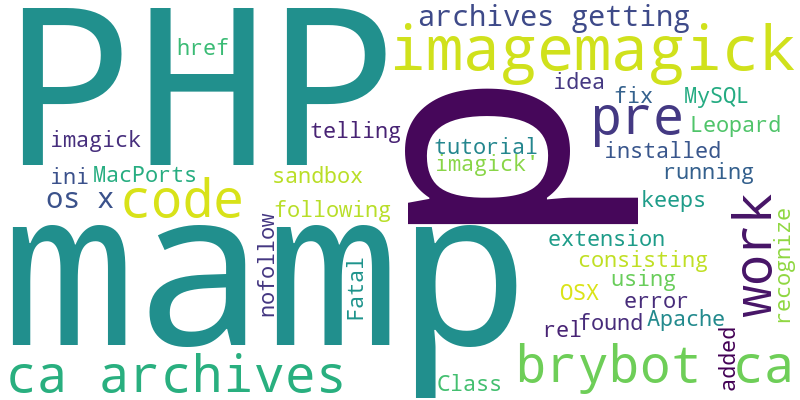 PHP
href
archives getting
imagemagick
idea
fix
MySQL
pre
Leopard
telling
imagick
p
tutorial
imagick'
installed
running
ini
MacPorts
sandbox
os x
code
following
keeps
work
recognize
nofollow
mamp
Fatal
extension
consisting
using
OSX
error
rel
found
Apache
added
ca archives
Class
brybot ca